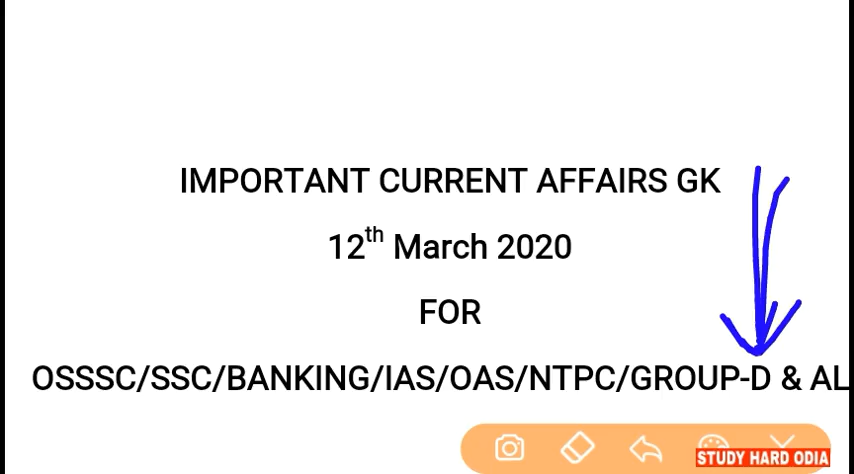 IMPORTANT CURRENT AFFAIRS GK
12th March 2020
FOR
OSSSC/SSC/BANKING/IAS/OAS/NTPC/GROUP-D & AL
STUDY HARD ODIA